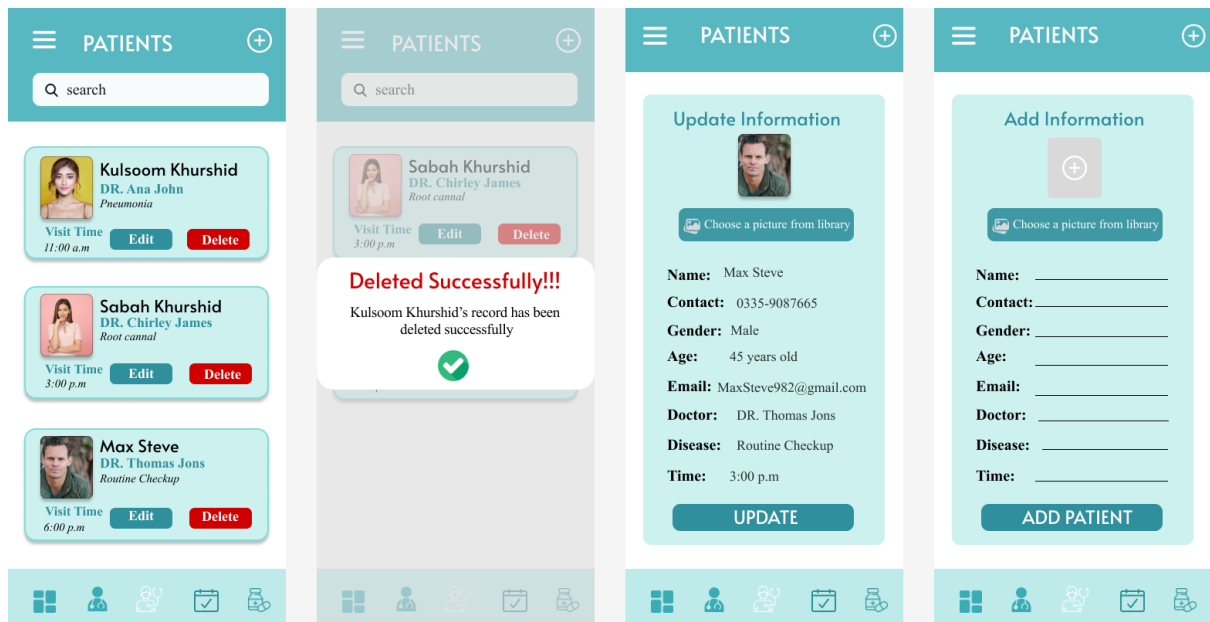 PATIENTS
search
Kulsoom Khurshid
DR. Ana John
Pneumonia
Visit Time
11:00 a.m
Edit
Delete
Sabah Khurshid
DR. Chirley James
Root cannal
Visit Time
3:00 p.m
Edit
Delete
Max Steve
DR. Thomas Jons
Routine Checkup
Visit Time
6:00 p.m
Edit
Delete
PATIENTS
search
Sabah Khurshid
DR. Chirley James
Root cannal
Visit Time
3:00 p.m
Edit
Delete
Deleted Successfully!!!
Kulsoom Khurshid's record has been
deleted successfully
PATIENTS
Update Information
Choose a picture from library
Name: Max Steve
Contact: 0335-9087665
Gender: Male
Age: 45 years old
Email: MaxSteve982@gmail.com
Doctor: DR. Thomas Jons
Disease: Routine Checkup
Time: 3:00 p.m
UPDATE
PATIENTS
Add Information
Choose a picture from library
Name:
Contact:
Gender:
Age:
Email:
Doctor:
Disease:
Time:
ADD PATIENT